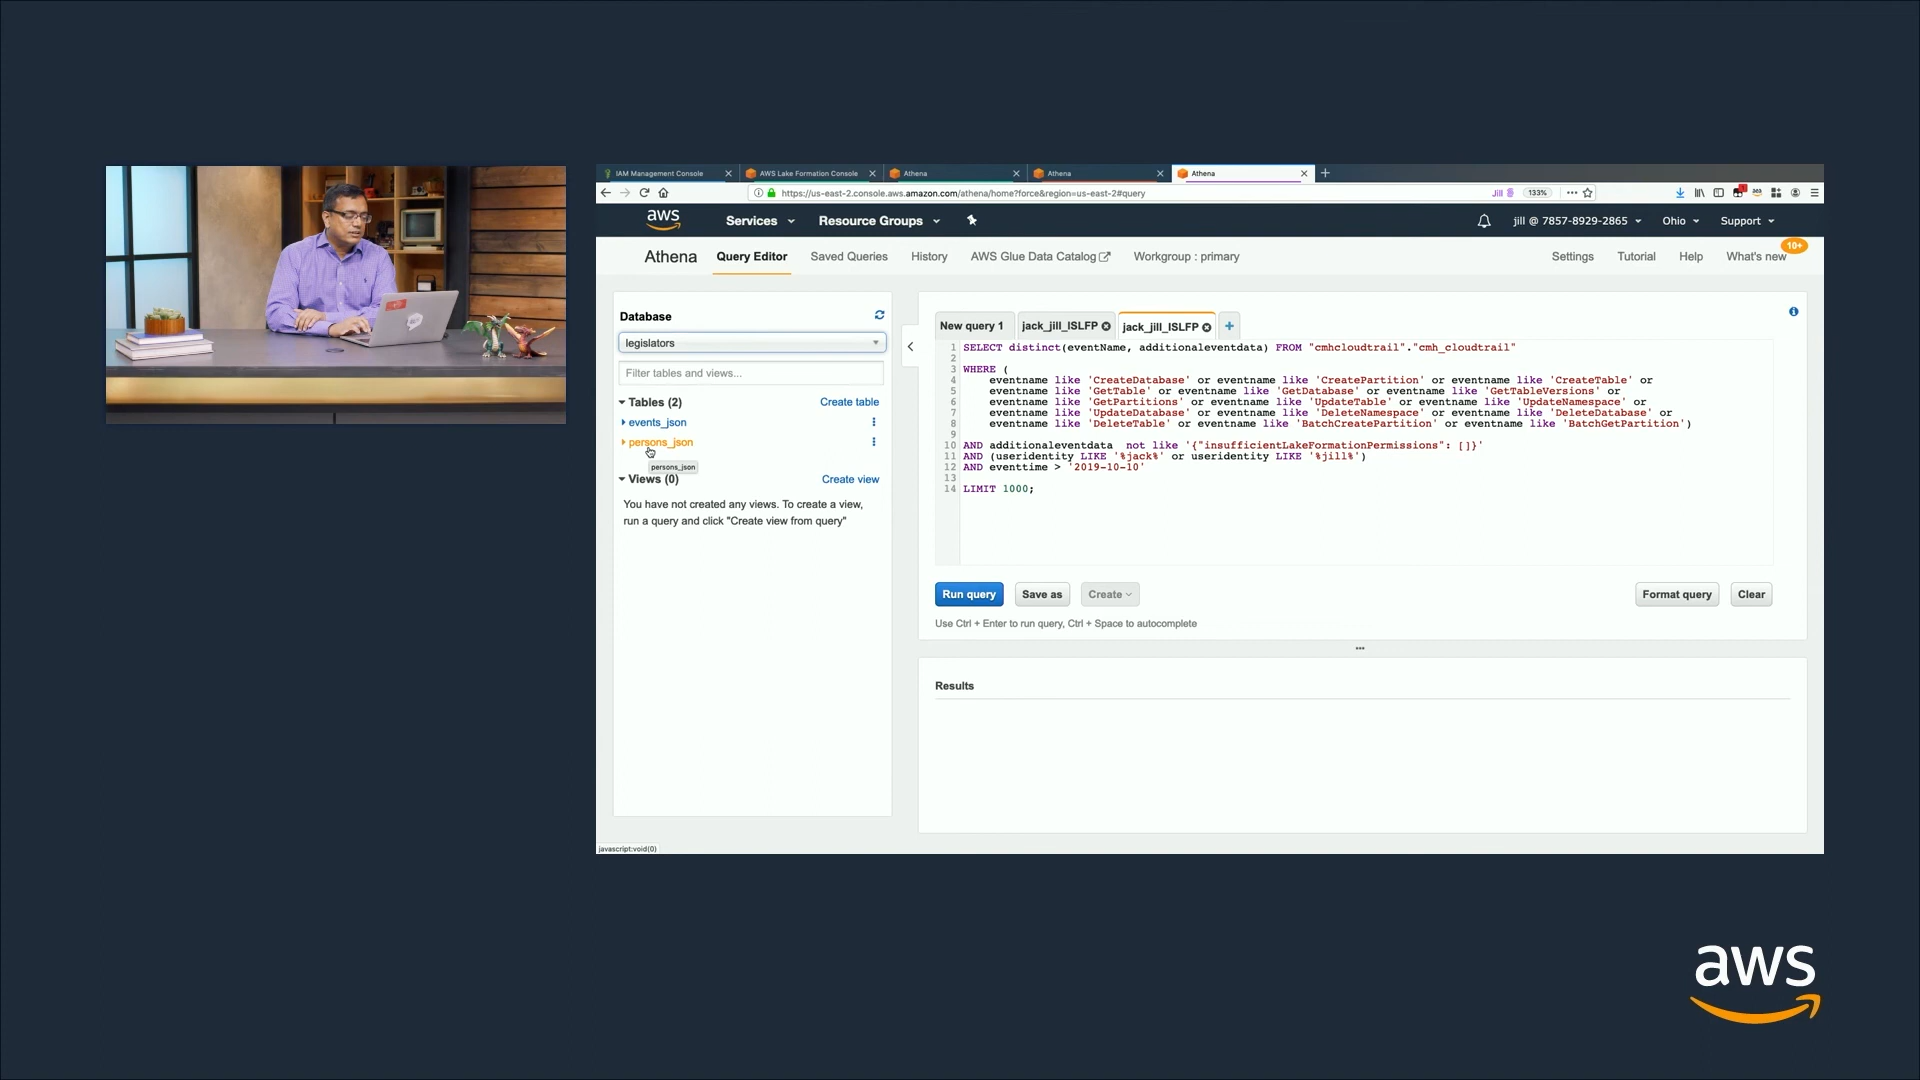 IAM Management Console
AWS Lake Formation Console
Athena
Athena
Athena
https://us-east-2.console.aws.amazon.com/athena/home?force&region=us-east-2#query
Jill
133%
aws
Services
Resource Groups
jill @ 7857-8929-2865
Ohio
Support
Athena
Query Editor
Saved Queries
History
AWS Glue Data Catalog
Workgroup : primary
Settings
Tutorial
Help
What's new
10+
Database
legislators
Filter tables and views...
Tables (2)
Create table
events_json
persons_json
persons_json
Views (0)
Create view
You have not created any views. To create a view,
run a query and click "Create view from query"
New query 1
jack_jill_ISLFP
jack_jill_ISLFP
1 SELECT distinct(eventName, additionaleventdata) FROM "cmhcloudtrail"."cmh_cloudtrail"
2
3 WHERE (
4 eventname like 'CreateDatabase' or eventname like 'CreatePartition' or eventname like 'CreateTable' or
5 eventname like 'GetTable' or eventname like 'GetDatabase' or eventname like 'GetTableVersions' or
6 eventname like 'GetPartitions' or eventname like 'UpdateTable' or eventname like 'UpdateNamespace' or
7 eventname like 'UpdateDatabase' or eventname like 'DeleteNamespace' or eventname like 'DeleteDatabase' or
8 eventname like 'DeleteTable' or eventname like 'BatchCreatePartition' or eventname like 'BatchGetPartition')
9
10 AND additionaleventdata not like '{"insufficientLakeFormationPermissions": []}'
11 AND (useridentity LIKE '%jack%' or useridentity LIKE '%jill%')
12 AND eventtime > '2019-10-10'
13
14 LIMIT 1000;
Run query
Save as
Create
Format query
Clear
Use Ctrl + Enter to run query, Ctrl + Space to autocomplete
Results
javascript:void(0)
aws